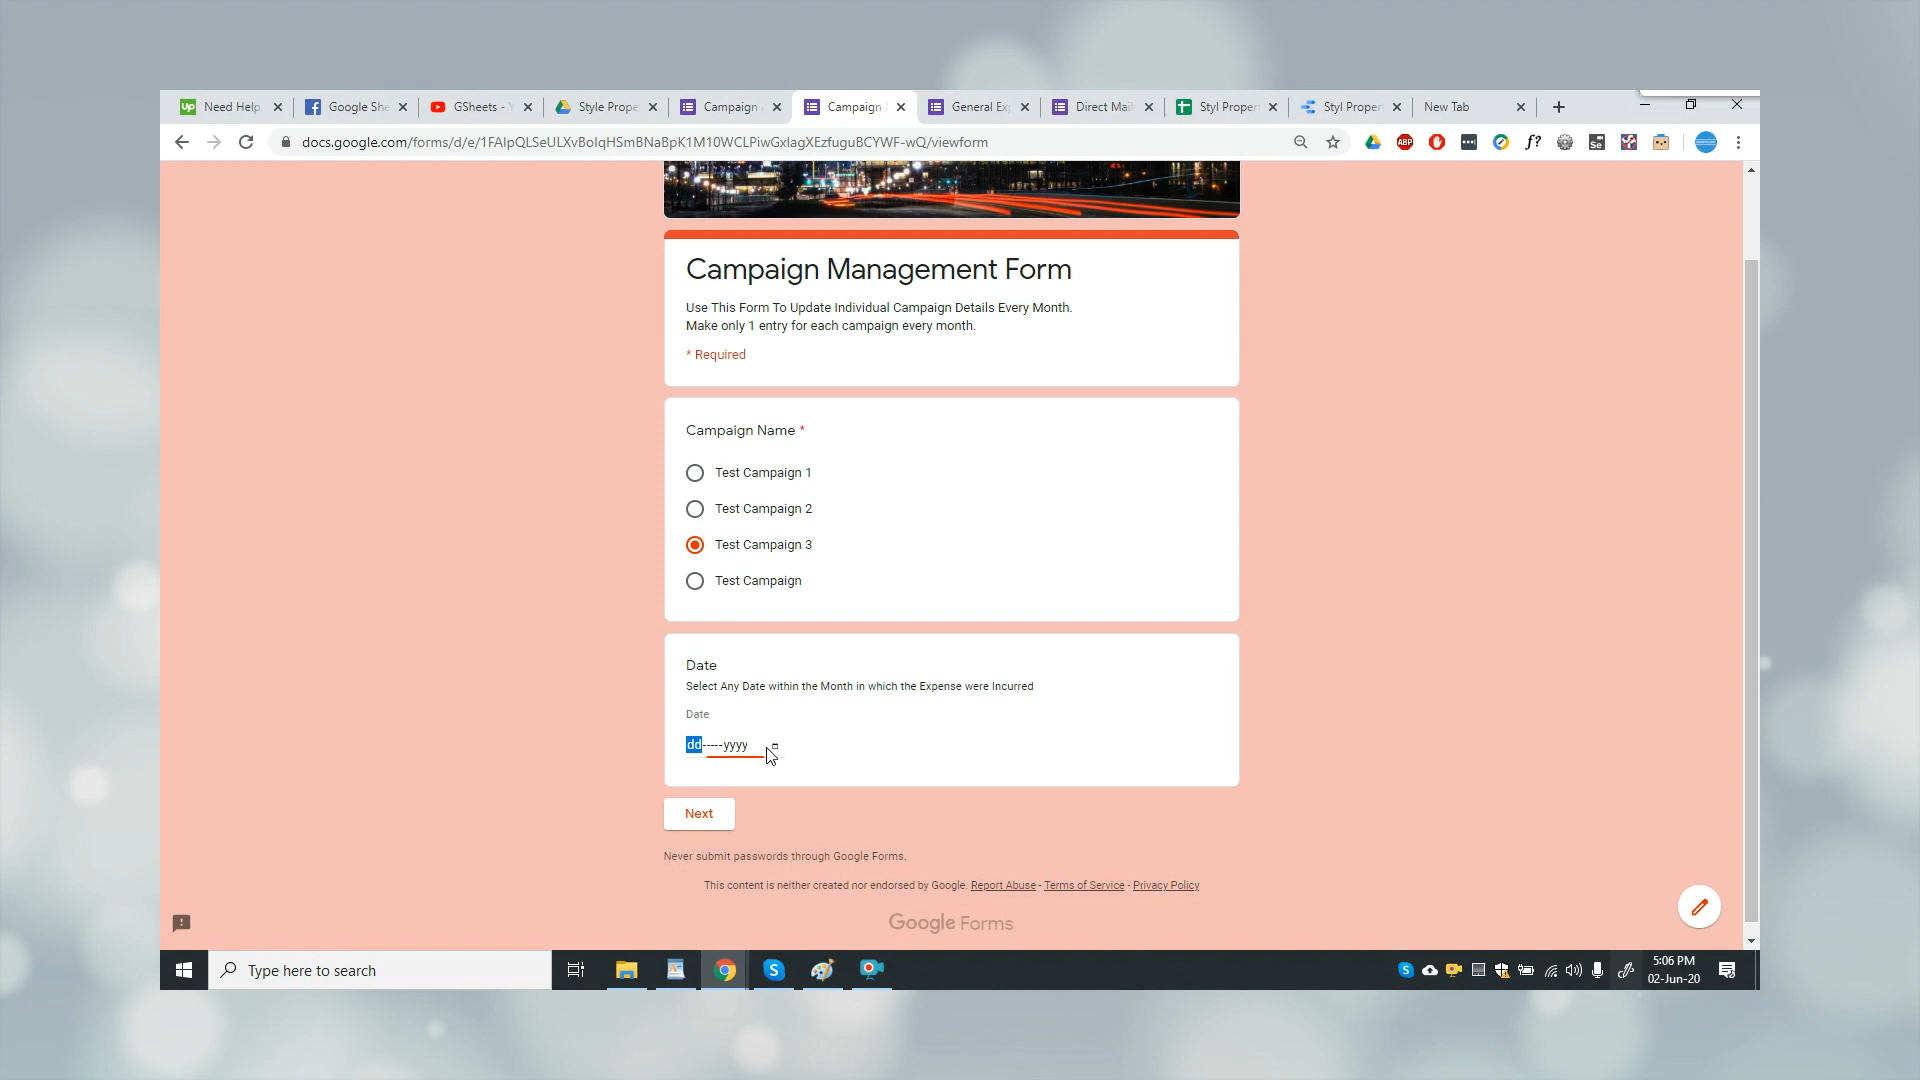 Need Help
Google She
GSheets -
Style Prope
Campaign
Campaign
General Ex
Direct Mail
Styl Proper
Styl Proper
New Tab
docs.google.com/forms/d/e/1FAIpQLSeULXvBoIqHSmBNaBpK1M10WCLPiwGxIagXEzfuguBCYWF-wQ/viewform
Campaign Management Form
Use This Form To Update Individual Campaign Details Every Month.
Make only 1 entry for each campaign every month.
* Required
Campaign Name *
Test Campaign 1
Test Campaign 2
Test Campaign 3
Test Campaign
Date
Select Any Date within the Month in which the Expense were Incurred
Date
dd-----yyyy
Next
Never submit passwords through Google Forms.
This content is neither created nor endorsed by Google. Report Abuse - Terms of Service - Privacy Policy
Google Forms
Type here to search
5:06 PM
02-Jun-20